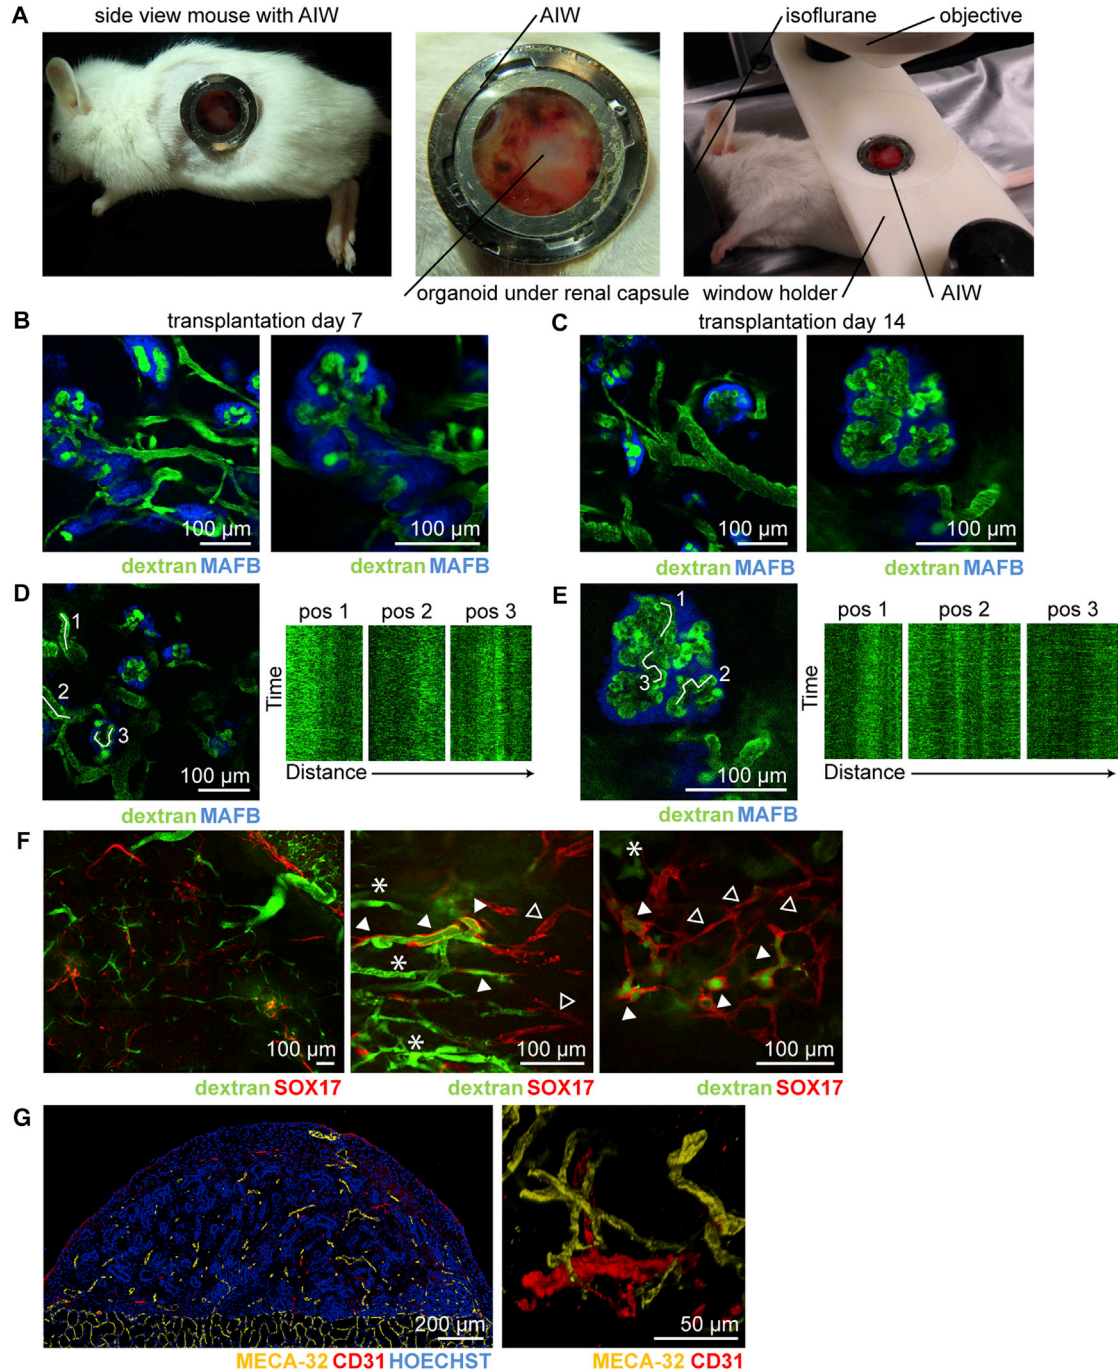 A
side view mouse with AIW
AIW
isoflurane
objective
organoid under renal capsule
window holder
AIW
B
transplantation day 7
C
transplantation day 14
100 µm
100 µm
100 µm
100 µm
dextran MAFB
dextran MAFB
dextran MAFB
dextran MAFB
D
1
2
3
100 µm
dextran MAFB
pos 1
pos 2
pos 3
Time
Distance
E
1
2
3
100 µm
dextran MAFB
pos 1
pos 2
pos 3
Time
Distance
F
*
*
*
*
100 µm
100 µm
100 µm
dextran SOX17
dextran SOX17
dextran SOX17
G
200 µm
50 µm
MECA-32 CD31 HOECHST
MECA-32 CD31